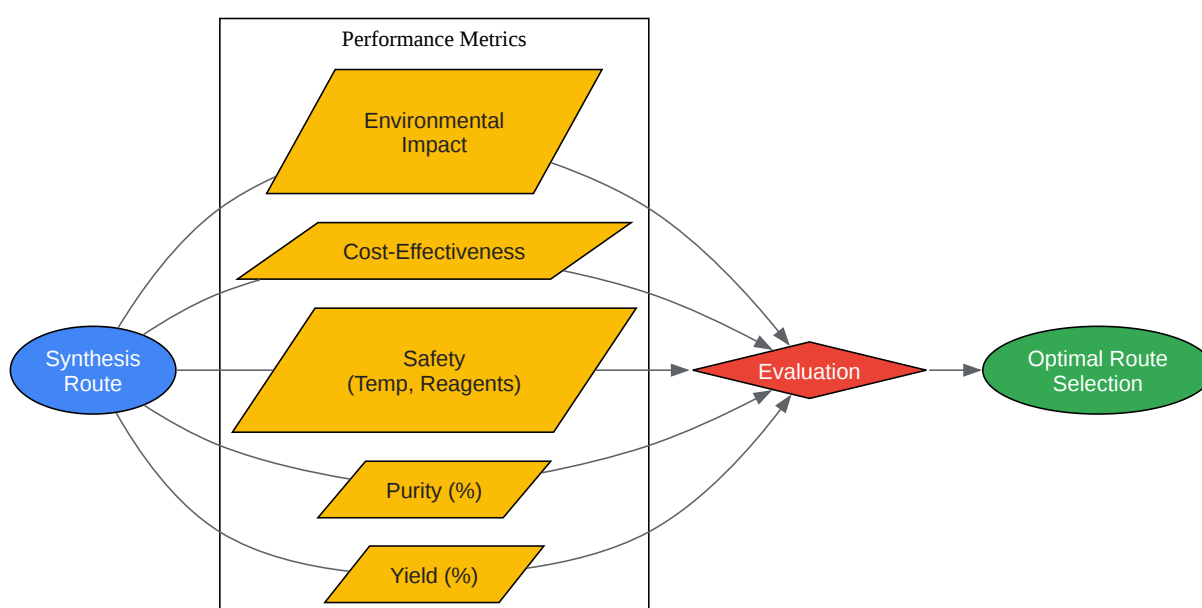 Performance Metrics
Environmental
Impact
Cost-Effectiveness
Synthesis
Route
Safety
(Temp, Reagents)
Evaluation
Optimal Route
Selection
Purity (%)
Yield (%)